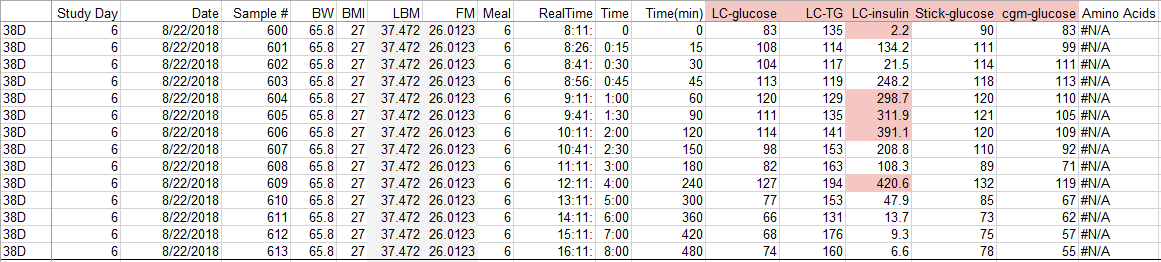 Study Day Date Sample # BW BMI LBM FM Meal RealTime Time Time(min) LC-glucose LC-TG LC-insulin Stick-glucose cgm-glucose Amino Acids
38D 6 8/22/2018 600 65.8 27 37.472 26.0123 6 8:11: 0 0 83 135 2.2 90 83 #N/A
38D 6 8/22/2018 601 65.8 27 37.472 26.0123 6 8:26: 0:15 15 108 114 134.2 111 99 #N/A
38D 6 8/22/2018 602 65.8 27 37.472 26.0123 6 8:41: 0:30 30 104 117 21.5 114 111 #N/A
38D 6 8/22/2018 603 65.8 27 37.472 26.0123 6 8:56: 0:45 45 113 119 248.2 118 113 #N/A
38D 6 8/22/2018 604 65.8 27 37.472 26.0123 6 9:11: 1:00 60 120 129 298.7 120 110 #N/A
38D 6 8/22/2018 605 65.8 27 37.472 26.0123 6 9:41: 1:30 90 111 135 311.9 121 105 #N/A
38D 6 8/22/2018 606 65.8 27 37.472 26.0123 6 10:11: 2:00 120 114 141 391.1 120 109 #N/A
38D 6 8/22/2018 607 65.8 27 37.472 26.0123 6 10:41: 2:30 150 98 153 208.8 110 92 #N/A
38D 6 8/22/2018 608 65.8 27 37.472 26.0123 6 11:11: 3:00 180 82 163 108.3 89 71 #N/A
38D 6 8/22/2018 609 65.8 27 37.472 26.0123 6 12:11: 4:00 240 127 194 420.6 132 119 #N/A
38D 6 8/22/2018 610 65.8 27 37.472 26.0123 6 13:11: 5:00 300 77 153 47.9 85 67 #N/A
38D 6 8/22/2018 611 65.8 27 37.472 26.0123 6 14:11: 6:00 360 66 131 13.7 73 62 #N/A
38D 6 8/22/2018 612 65.8 27 37.472 26.0123 6 15:11: 7:00 420 68 176 9.3 75 57 #N/A
38D 6 8/22/2018 613 65.8 27 37.472 26.0123 6 16:11: 8:00 480 74 160 6.6 78 55 #N/A